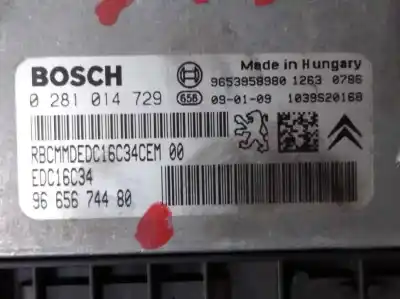 BOSCH
Made in Hungary
9653958980 1263 0786
0 281 014 729
656
09-01-09
1039S20168
RBCMMDEDC16C34CEM 00
EDC16C34
96 656 744 80